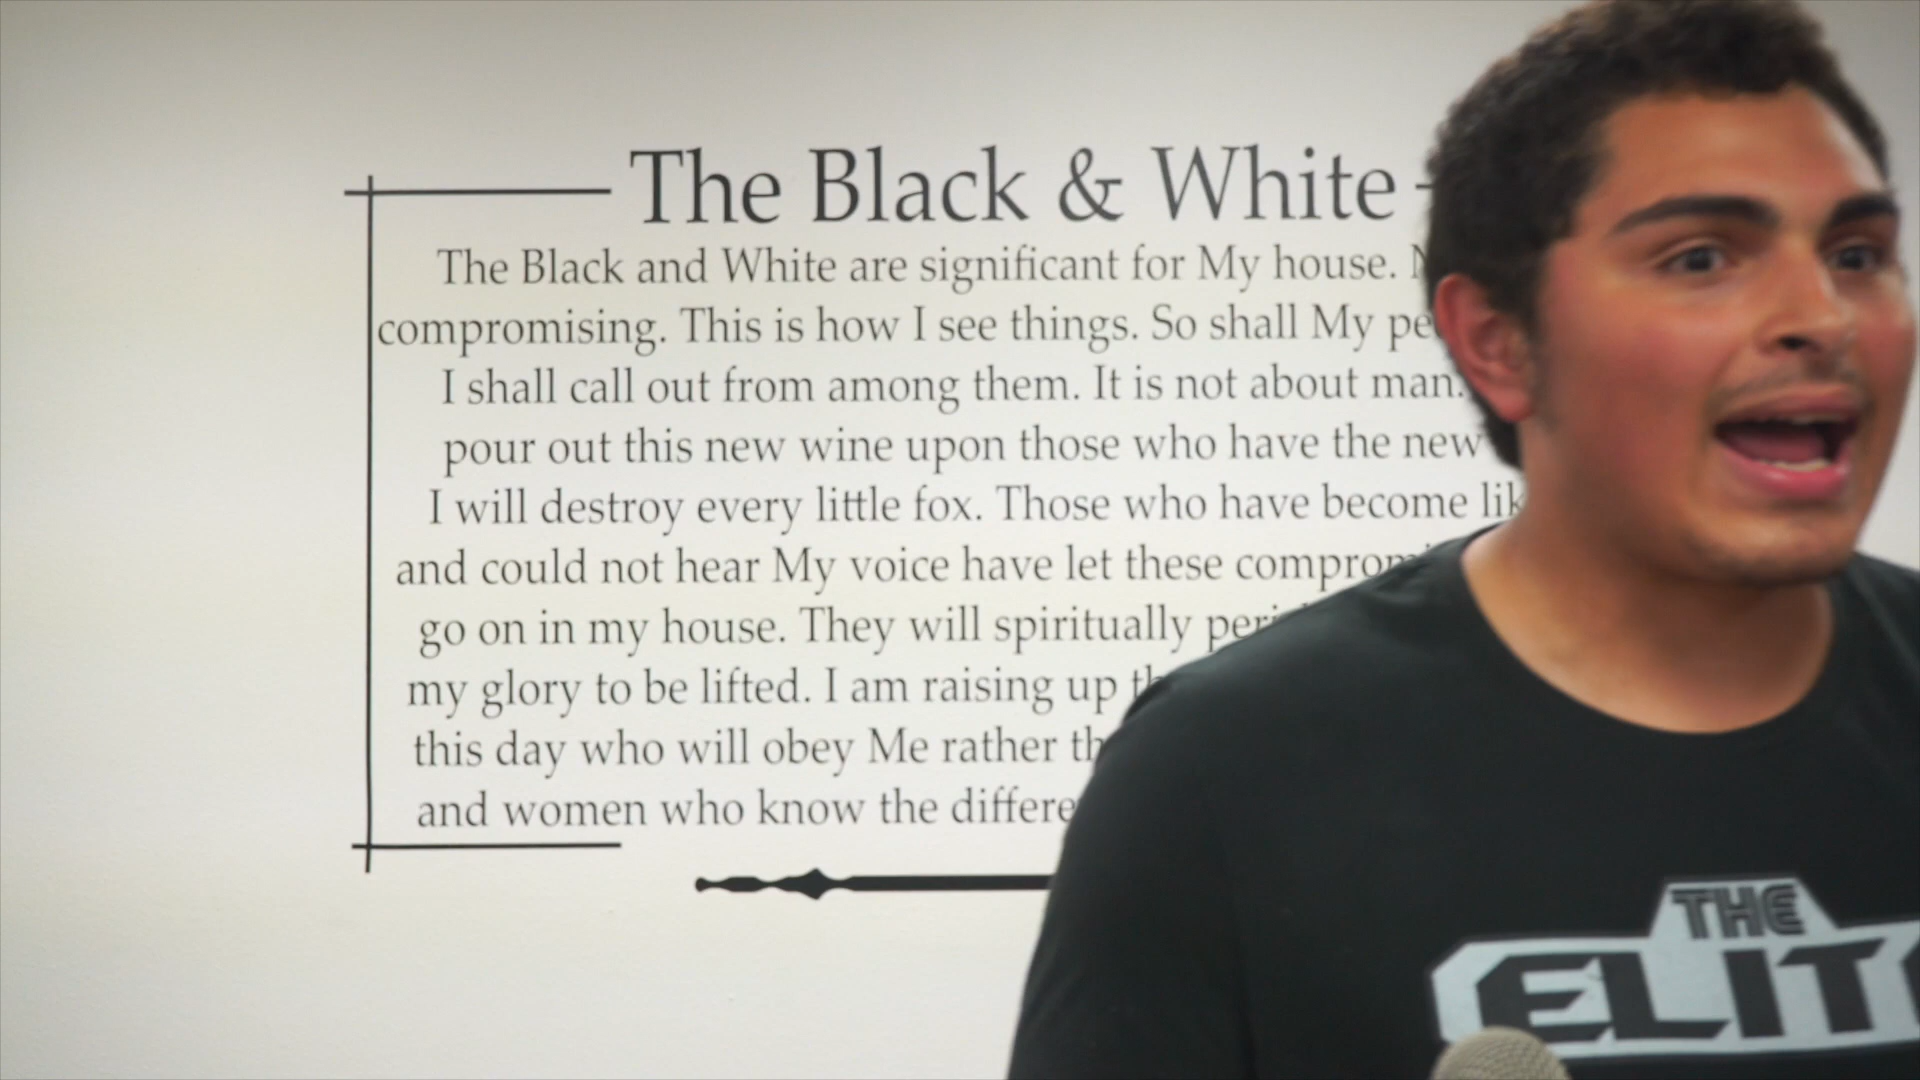 The Black & White
The Black and White are significant for My house.
compromising. This is how I see things. So shall My
I shall call out from among them. It is not about man.
pour out this new wine upon those who have the new
I will destroy every little fox. Those who have become
and could not hear My voice have let these
go on in my house. They will spiritually
my glory to be lifted. I am raising up
this day who will obey Me rather
and women who know the
THE